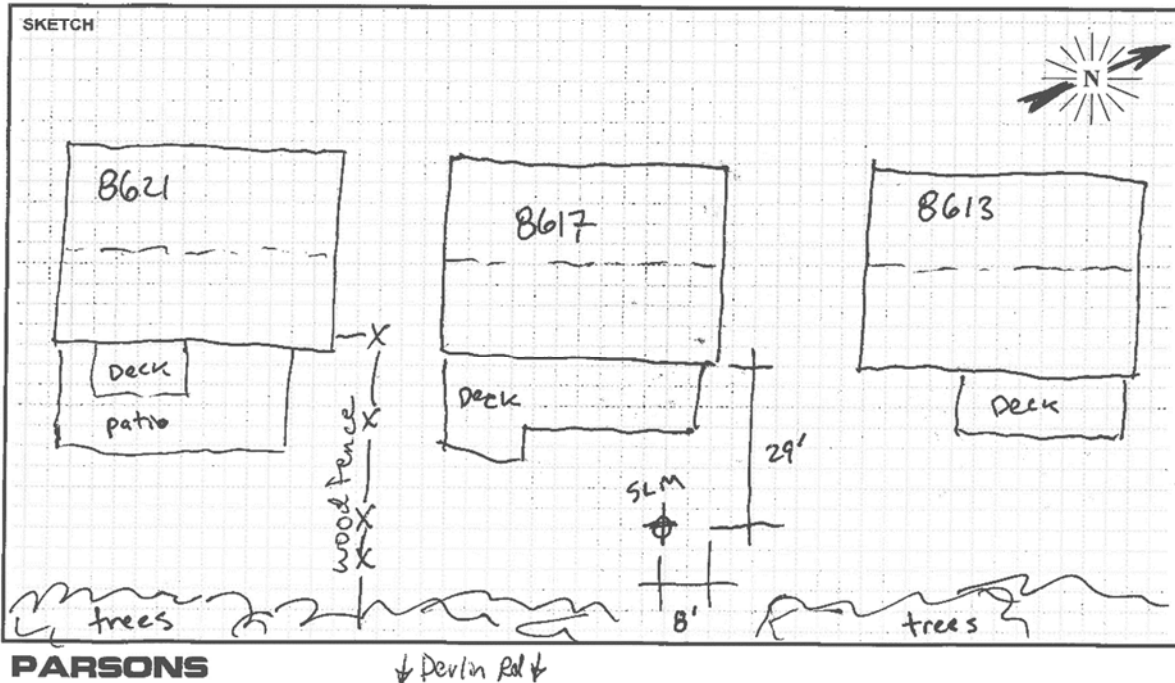 SKETCH
N
8621
8617
8613
Deck
patio
Deck
Deck
wood fence
29'
SLM
8'
trees
trees
PARSONS
↓ Devlin Rd ↓